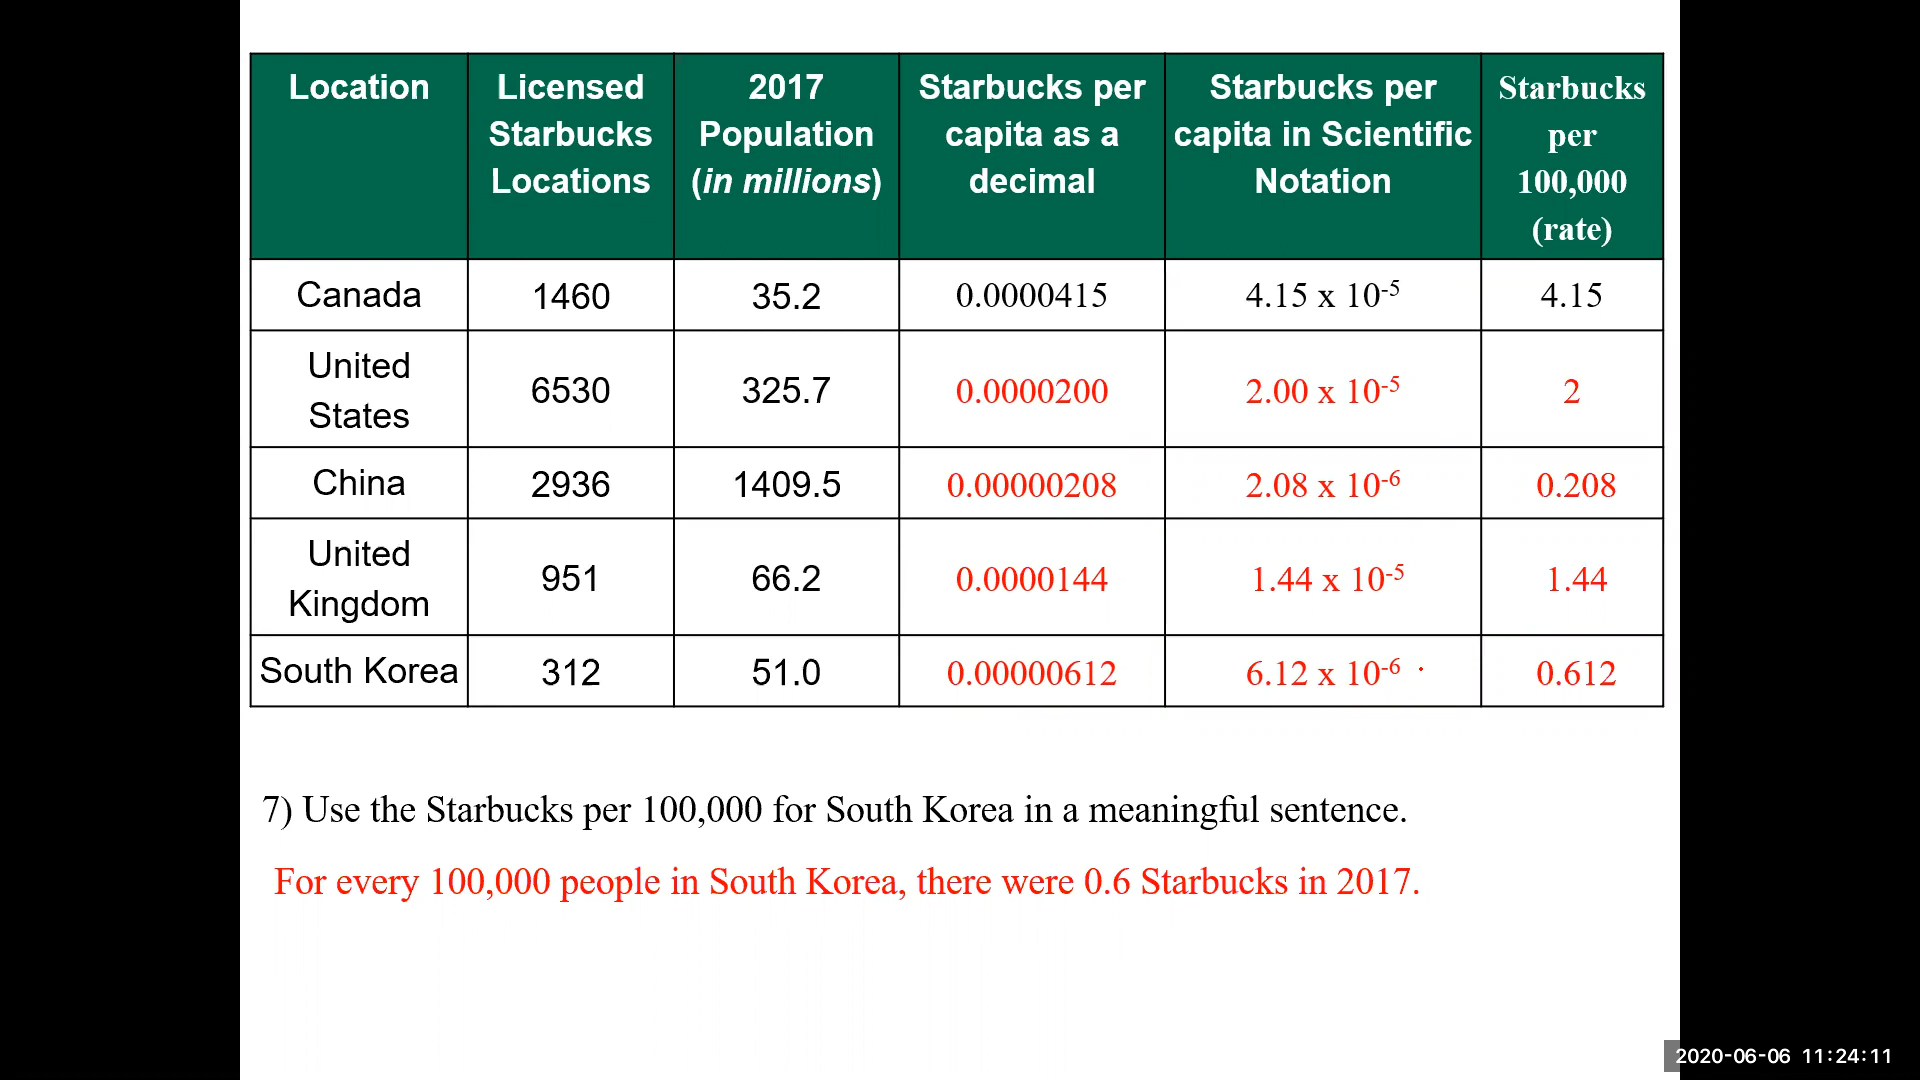 Location Licensed Starbucks Locations 2017 Population (in millions) Starbucks per capita as a decimal Starbucks per capita in Scientific Notation Starbucks per 100,000 (rate)
Canada 1460 35.2 0.0000415 4.15 x 10⁻⁵ 4.15
United States 6530 325.7 0.0000200 2.00 x 10⁻⁵ 2
China 2936 1409.5 0.00000208 2.08 x 10⁻⁶ 0.208
United Kingdom 951 66.2 0.0000144 1.44 x 10⁻⁵ 1.44
South Korea 312 51.0 0.00000612 6.12 x 10⁻⁶ 0.612
7) Use the Starbucks per 100,000 for South Korea in a meaningful sentence.
For every 100,000 people in South Korea, there were 0.6 Starbucks in 2017.
2020-06-06 11:24:11